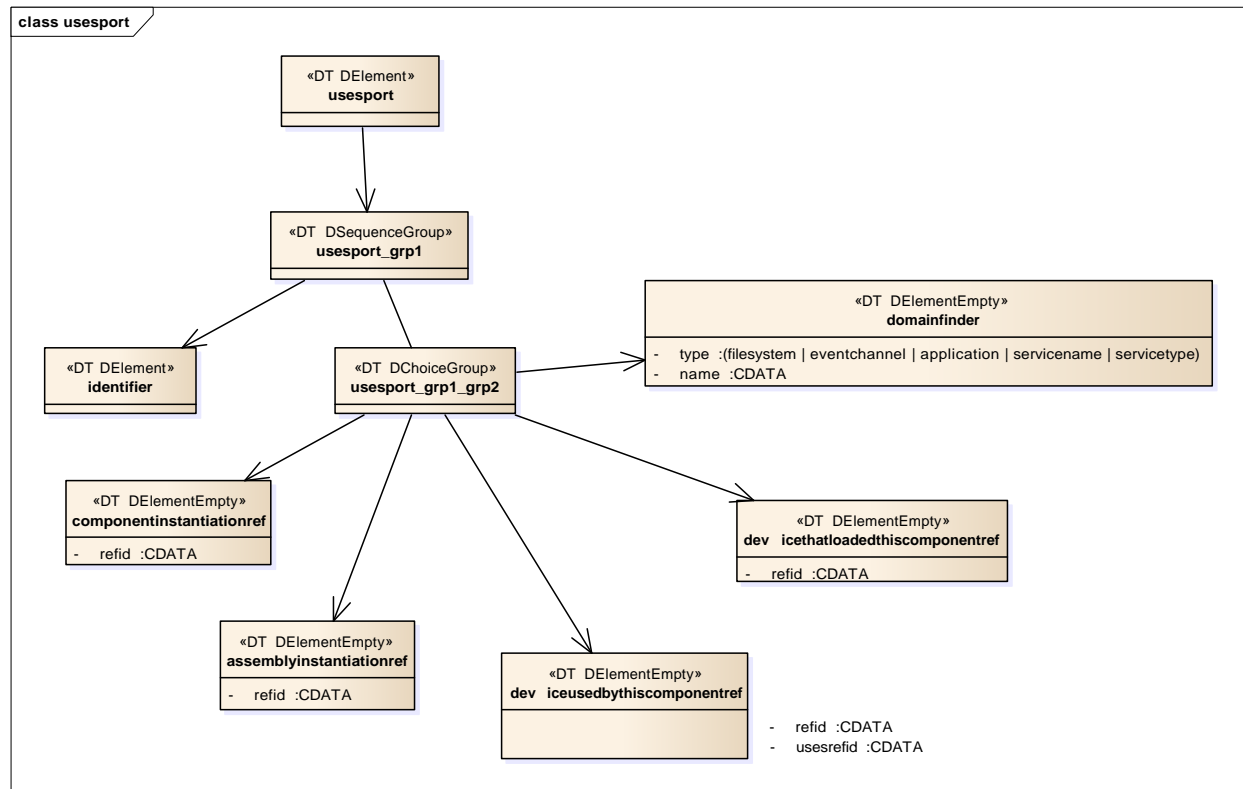 class usesport
«DT DElement»
usesport
«DT DSequenceGroup»
usesport_grp1
«DT DElementEmpty»
domainfinder
- type :(filesystem | eventchannel | application | servicename | servicetype)
- name :CDATA
«DT DElement»
identifier
«DT DChoiceGroup»
usesport_grp1_grp2
«DT DElementEmpty»
componentinstantiationref
- refid :CDATA
«DT DElementEmpty»
dev icethatloadedthiscomponentref
- refid :CDATA
«DT DElementEmpty»
assemblyinstantiationref
- refid :CDATA
«DT DElementEmpty»
dev iceusedbythiscomponentref
- refid :CDATA
- usesrefid :CDATA